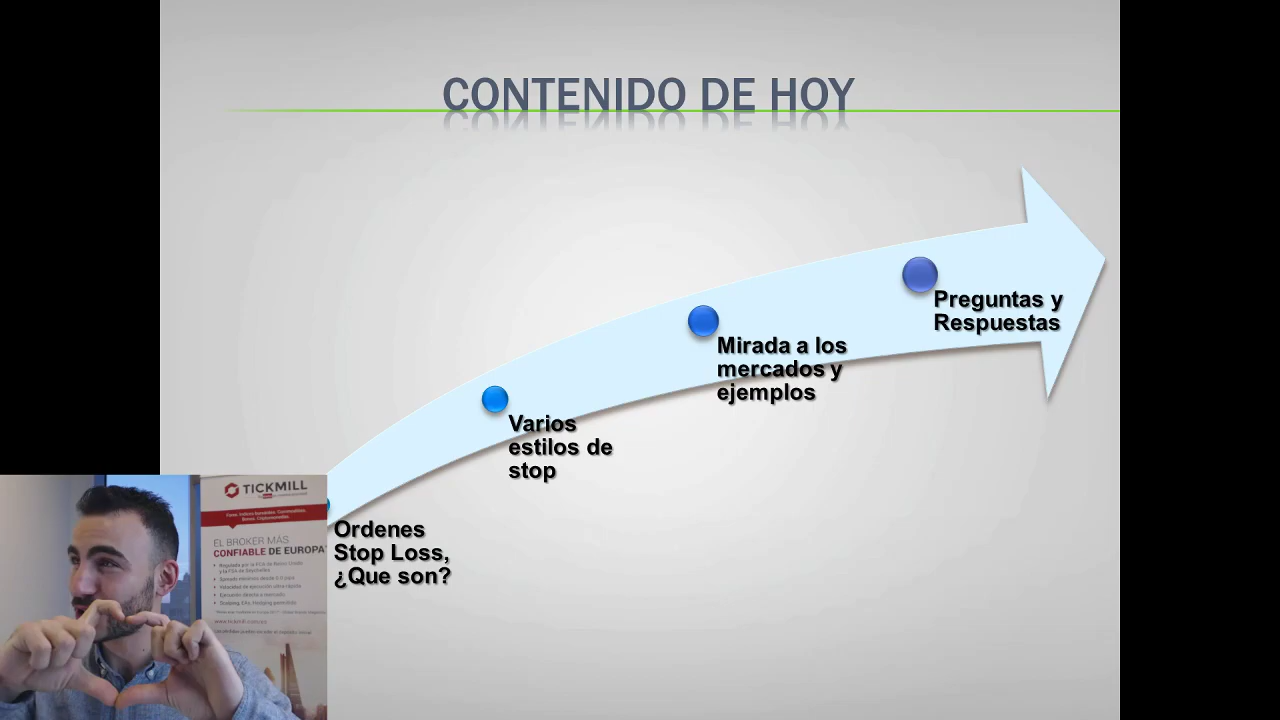 CONTENIDO DE HOY
Preguntas y
Respuestas
Mirada a los
mercados y
ejemplos
Varios
estilos de
stop
Ordenes
Stop Loss,
¿Que son?
TICKMILL
EL BROKER MÁS
CONFIABLE DE EUROPA